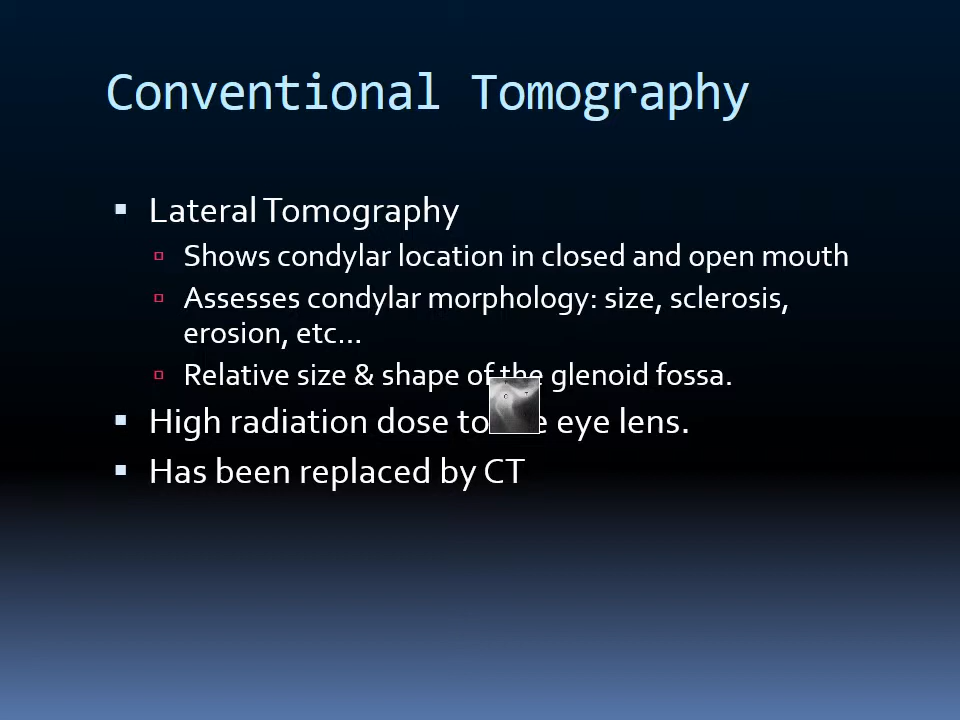 Conventional Tomography
Lateral Tomography
Shows condylar location in closed and open mouth
Assesses condylar morphology: size, sclerosis,
erosion, etc...
Relative size & shape of the glenoid fossa.
High radiation dose to eye lens.
Has been replaced by CT